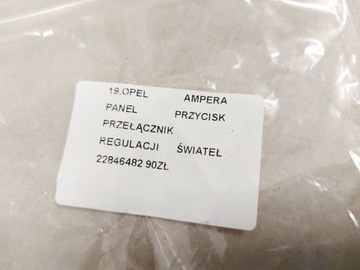 19.OPEL AMPERA
PANEL PRZYCISK
PRZEŁĄCZNIK
REGULACJI ŚWIATEŁ
22846482 90ZŁ